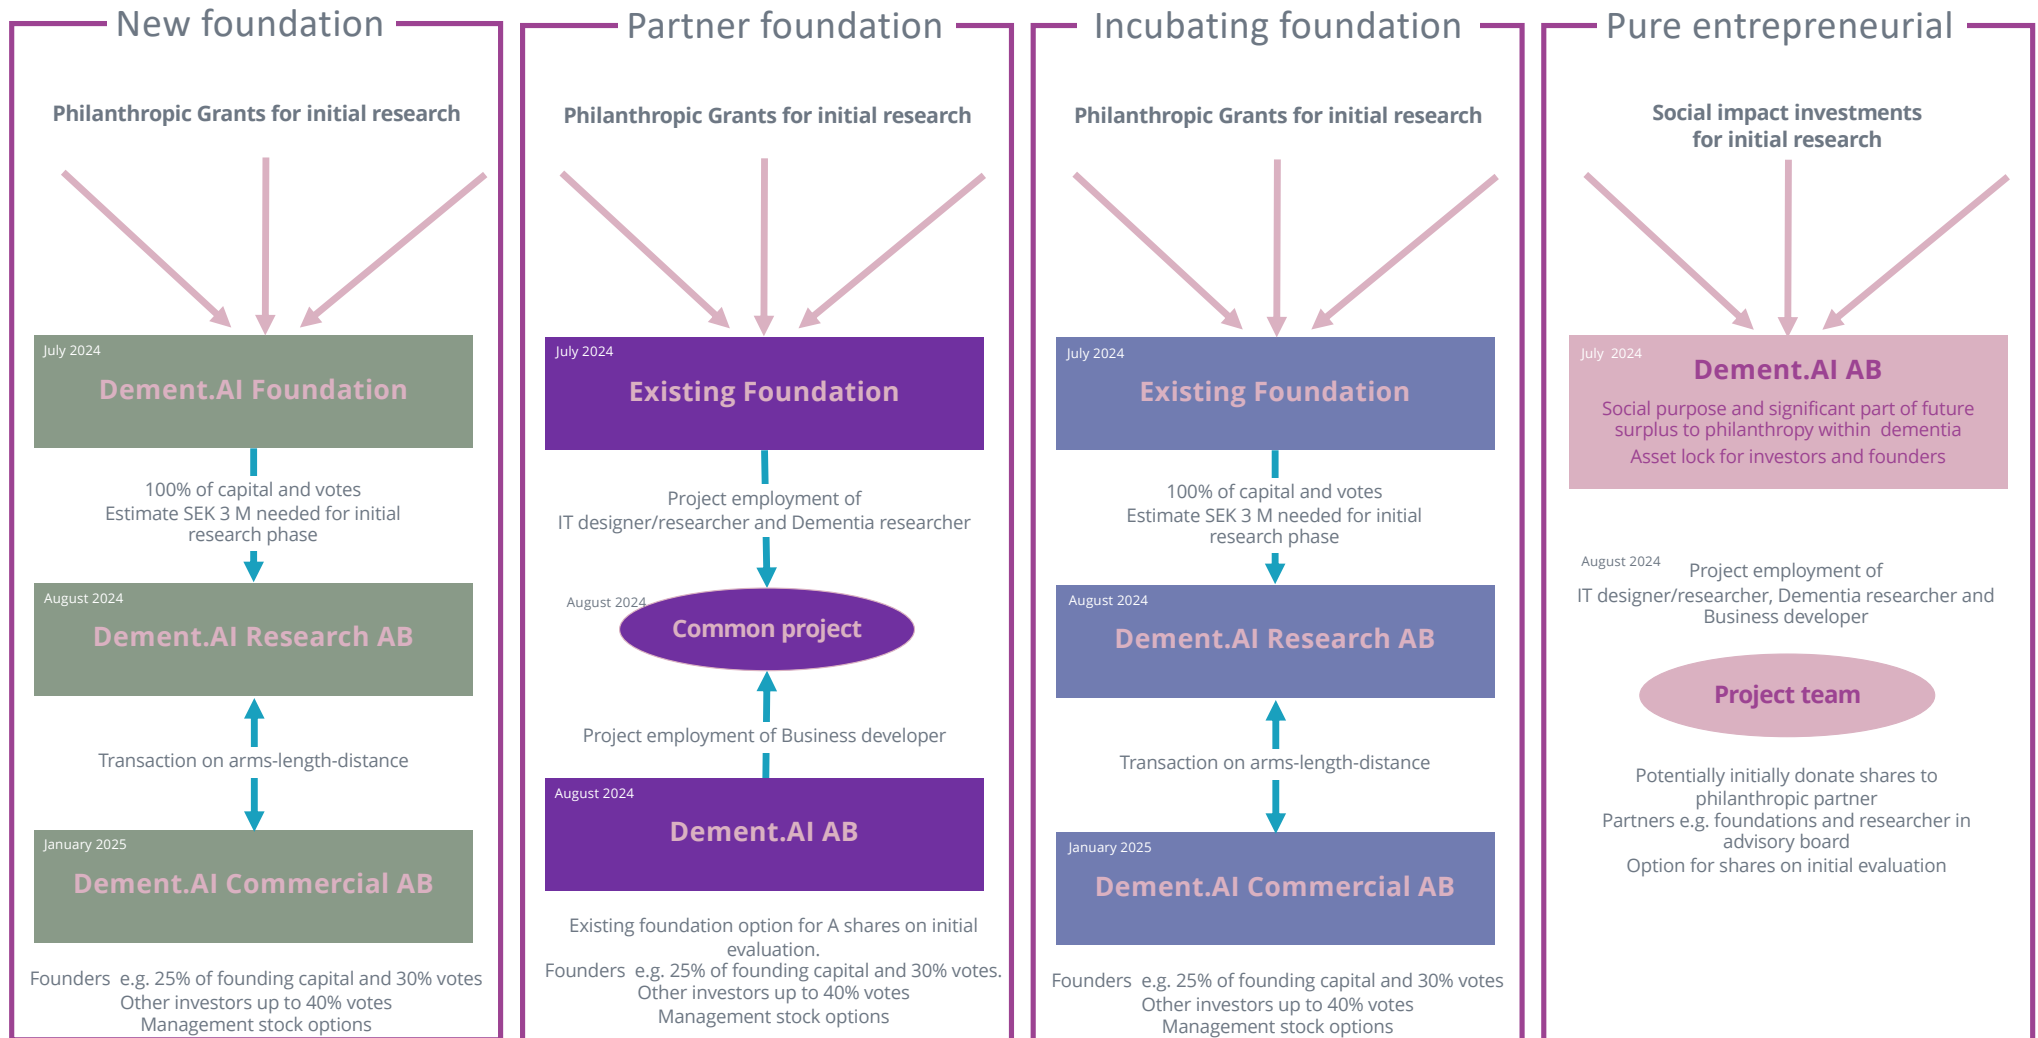 New foundation
Philanthropic Grants for initial research
July 2024
Dement.AI Foundation
100% of capital and votes
Estimate SEK 3 M needed for initial
research phase
August 2024
Dement.AI Research AB
Transaction on arms-length-distance
January 2025
Dement.AI Commercial AB
Founders  e.g. 25% of founding capital and 30% votes
Other investors up to 40% votes
Management stock options
Partner foundation
Philanthropic Grants for initial research
July 2024
Existing Foundation
Project employment of
IT designer/researcher and Dementia researcher
August 2024
Common project
Project employment of Business developer
August 2024
Dement.AI AB
Existing foundation option for A shares on initial
evaluation.
Founders  e.g. 25% of founding capital and 30% votes.
Other investors up to 40% votes
Management stock options
Incubating foundation
Philanthropic Grants for initial research
July 2024
Existing Foundation
100% of capital and votes
Estimate SEK 3 M needed for initial
research phase
August 2024
Dement.AI Research AB
Transaction on arms-length-distance
January 2025
Dement.AI Commercial AB
Founders  e.g. 25% of founding capital and 30% votes
Other investors up to 40% votes
Management stock options
Pure entrepreneurial
Social impact investments
for initial research
July  2024
Dement.AI AB
Social purpose and significant part of future
surplus to philanthropy within  dementia
Asset lock for investors and founders
August 2024
Project employment of
IT designer/researcher, Dementia researcher and
Business developer
Project team
Potentially initially donate shares to
philanthropic partner
Partners e.g. foundations and researcher in
advisory board
Option for shares on initial evaluation